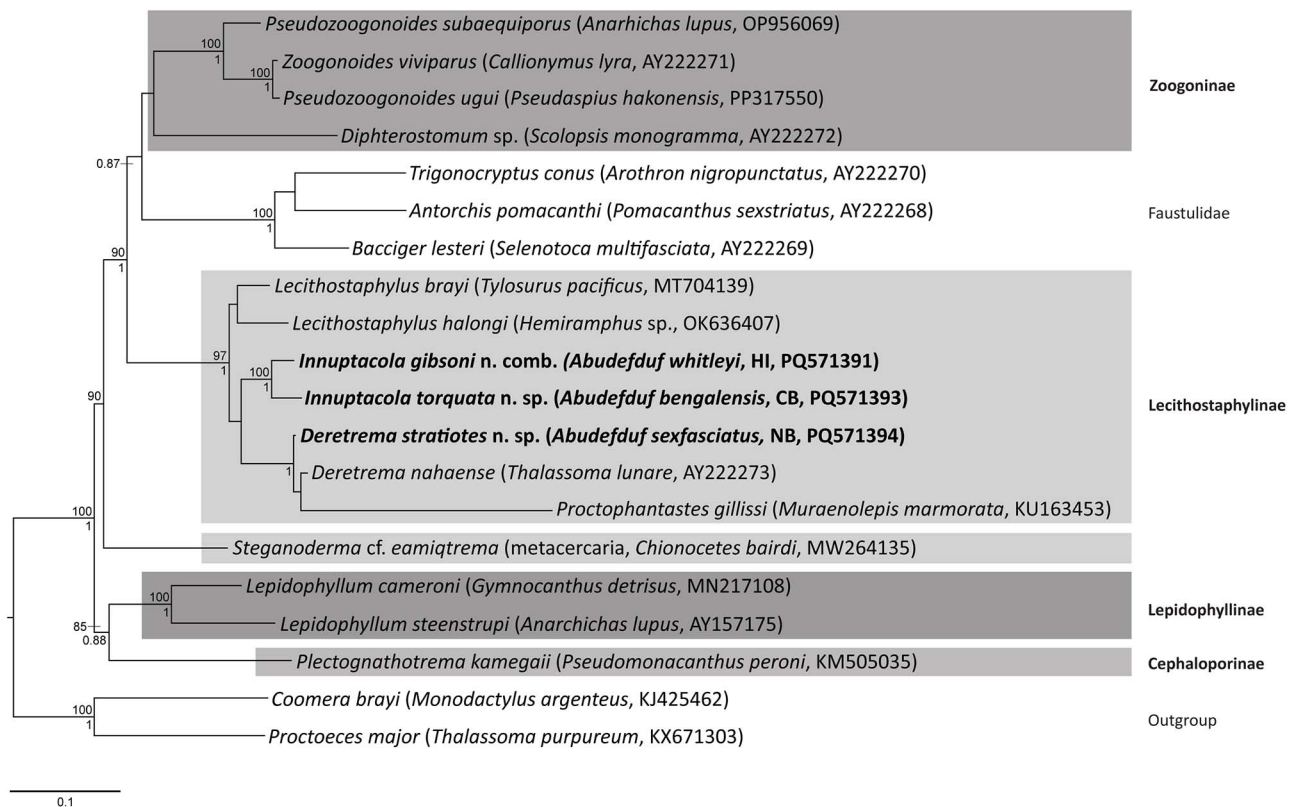 Pseudozoogonoides subaequiporus (Anarhichas lupus, OP956069)
100
1
Zoogonoides viviparus (Callionymus lyra, AY222271)
100
1
Zoogoninae
Pseudozoogonoides ugui (Pseudaspius hakonensis, PP317550)
Diphterostomum sp. (Scolopsis monogramma, AY222272)
0.87
Trigonocryptus conus (Arothron nigropunctatus, AY222270)
Antorchis pomacanthi (Pomacanthus sexstriatus, AY222268)
100
1
Faustulidae
Bacciger lesteri (Selenotoca multifasciata, AY222269)
90
1
Lecithostaphylus brayi (Tylosurus pacificus, MT704139)
Lecithostaphylus halongi (Hemiramphus sp., OK636407)
97
1
Innuptacola gibsoni n. comb. (Abudefduf whitleyi, HI, PQ571391)
100
1
Innuptacola torquata n. sp. (Abudefduf bengalensis, CB, PQ571393)
90
Lecithostaphylinae
Deretrema stratiotes n. sp. (Abudefduf sexfasciatus, NB, PQ571394)
1
Deretrema nahaense (Thalassoma lunare, AY222273)
Proctophantastes gillissi (Muraenolepis marmorata, KU163453)
100
1
Steganoderma cf. eamiqtrema (metacercaria, Chionocetes bairdi, MW264135)
Lepidophyllum cameroni (Gymnocanthus detrisus, MN217108)
100
1
Lepidophyllinae
Lepidophyllum steenstrupi (Anarchichas lupus, AY157175)
85
0.88
Plectognathotrema kamegaii (Pseudomonacanthus peroni, KM505035)
Cephaloporinae
Coomera brayi (Monodactylus argenteus, KJ425462)
100
1
Outgroup
Proctoeces major (Thalassoma purpureum, KX671303)
0.1